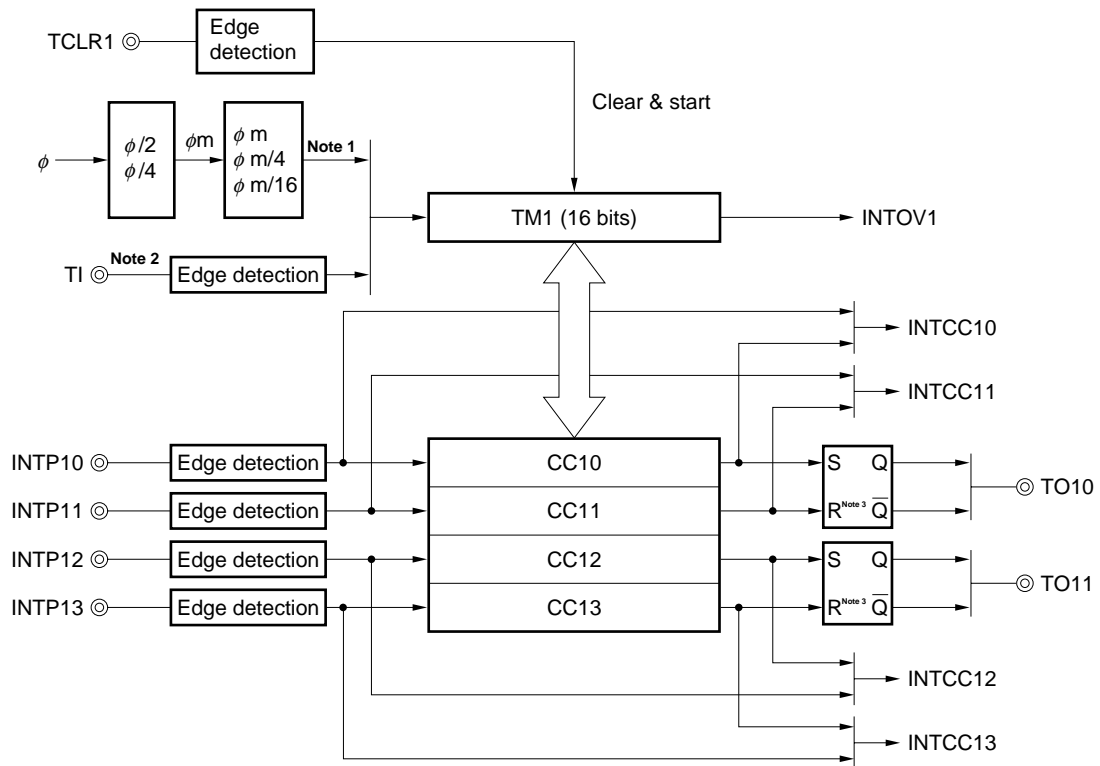 TCLR1
Edge
detection
Clear & start
φ
φ/2
φ/4
φm
φ m
φ m/4
φ m/16
Note 1
TM1 (16 bits)
INTOV1
TI
Note 2
Edge detection
INTCC10
INTCC11
INTP10
Edge detection
CC10
S Q
INTP11
Edge detection
CC11
R Note 3 Q̅
TO10
INTP12
Edge detection
CC12
S Q
INTP13
Edge detection
CC13
R Note 3 Q̅
TO11
INTCC12
INTCC13